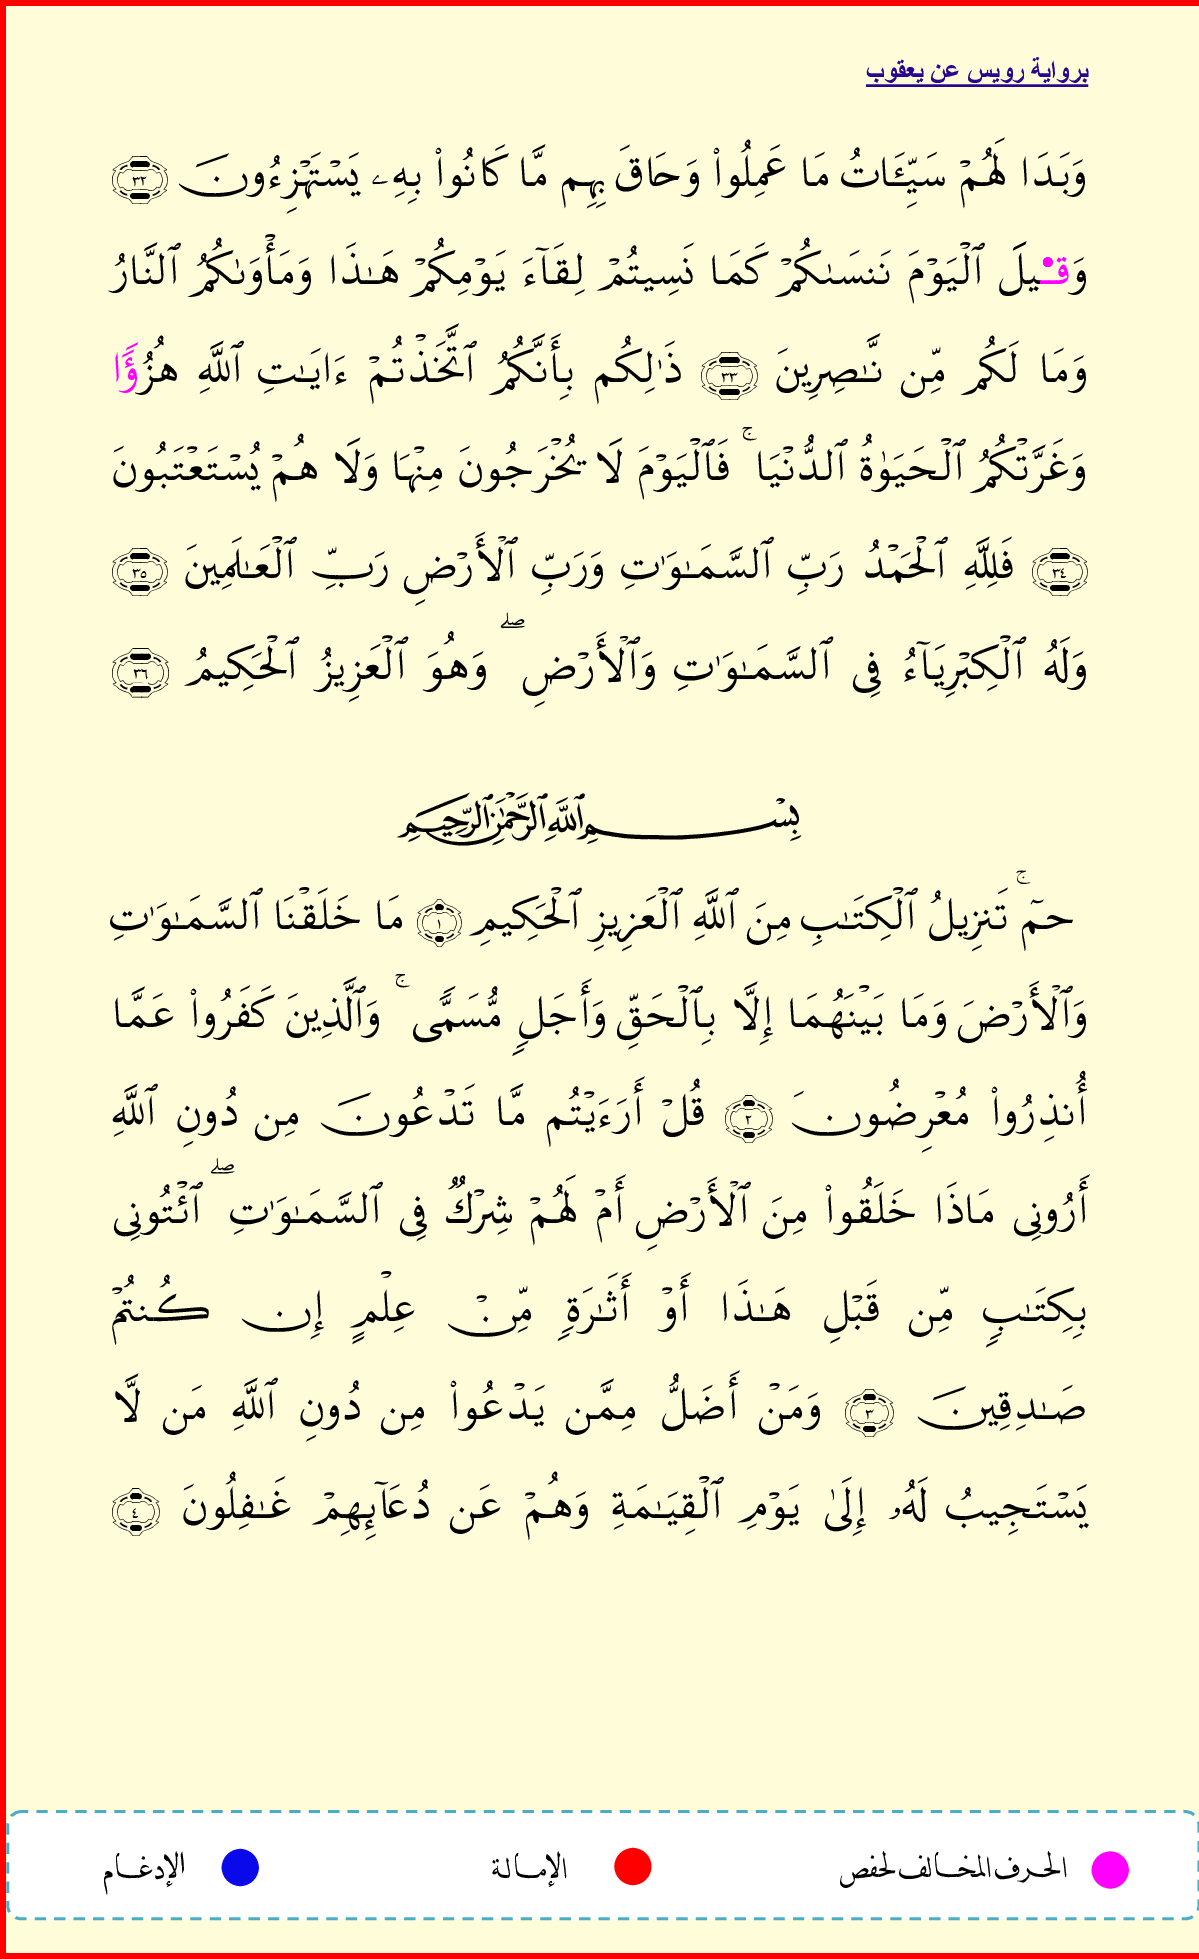 برواية رويس عن يعقوب
وَبَدَا لَهُمۡ سَيِّـَٔاتُ مَا عَمِلُواْ وَحَاقَ بِهِم مَّا كَانُواْ بِهِۦ يَسۡتَهۡزِءُونَ ٣٢
وَقِيلَ ٱلۡيَوۡمَ نَنسَىٰكُمۡ كَمَا نَسِيتُمۡ لِقَآءَ يَوۡمِكُمۡ هَـٰذَا وَمَأۡوَىٰكُمُ ٱلنَّارُ
وَمَا لَكُم مِّن نَّـٰصِرِينَ ٣٣ ذَٰلِكُم بِأَنَّكُمُ ٱتَّخَذۡتُمۡ ءَايَـٰتِ ٱللَّهِ هُزُؤًا
وَغَرَّتۡكُمُ ٱلۡحَيَوٰةُ ٱلدُّنۡيَا ۚ فَٱلۡيَوۡمَ لَا يُخۡرَجُونَ مِنۡهَا وَلَا هُمۡ يُسۡتَعۡتَبُونَ
٣٤ فَلِلَّهِ ٱلۡحَمۡدُ رَبِّ ٱلسَّمَـٰوَٰتِ وَرَبِّ ٱلۡأَرۡضِ رَبِّ ٱلۡعَـٰلَمِينَ ٣٥
وَلَهُ ٱلۡكِبۡرِيَآءُ فِى ٱلسَّمَـٰوَٰتِ وَٱلۡأَرۡضِ ۖ وَهُوَ ٱلۡعَزِيزُ ٱلۡحَكِيمُ ٣٦
بِسۡمِ ٱللَّهِ ٱلرَّحۡمَـٰنِ ٱلرَّحِيمِ
حمٓ ۚ تَنزِيلُ ٱلۡكِتَـٰبِ مِنَ ٱللَّهِ ٱلۡعَزِيزِ ٱلۡحَكِيمِ ١ مَا خَلَقۡنَا ٱلسَّمَـٰوَٰتِ
وَٱلۡأَرۡضَ وَمَا بَيۡنَهُمَا إِلَّا بِٱلۡحَقِّ وَأَجَلٍ مُّسَمًّى ۚ وَٱلَّذِينَ كَفَرُواْ عَمَّا
أُنذِرُواْ مُعۡرِضُونَ ٢ قُلۡ أَرَءَيۡتُم مَّا تَدۡعُونَ مِن دُونِ ٱللَّهِ
أَرُونِى مَاذَا خَلَقُواْ مِنَ ٱلۡأَرۡضِ أَمۡ لَهُمۡ شِرۡكٌ فِى ٱلسَّمَـٰوَٰتِ ۖ ٱئۡتُونِى
بِكِتَـٰبٍ مِّن قَبۡلِ هَـٰذَا أَوۡ أَثَـٰرَةٍ مِّنۡ عِلۡمٍ إِن كُنتُمۡ
صَـٰدِقِينَ ٣ وَمَنۡ أَضَلُّ مِمَّن يَدۡعُواْ مِن دُونِ ٱللَّهِ مَن لَّا
يَسۡتَجِيبُ لَهُۥ إِلَىٰ يَوۡمِ ٱلۡقِيَـٰمَةِ وَهُمۡ عَن دُعَآئِهِمۡ غَـٰفِلُونَ ٤
الحرف المخالف لحفص الإمالة الإدغام